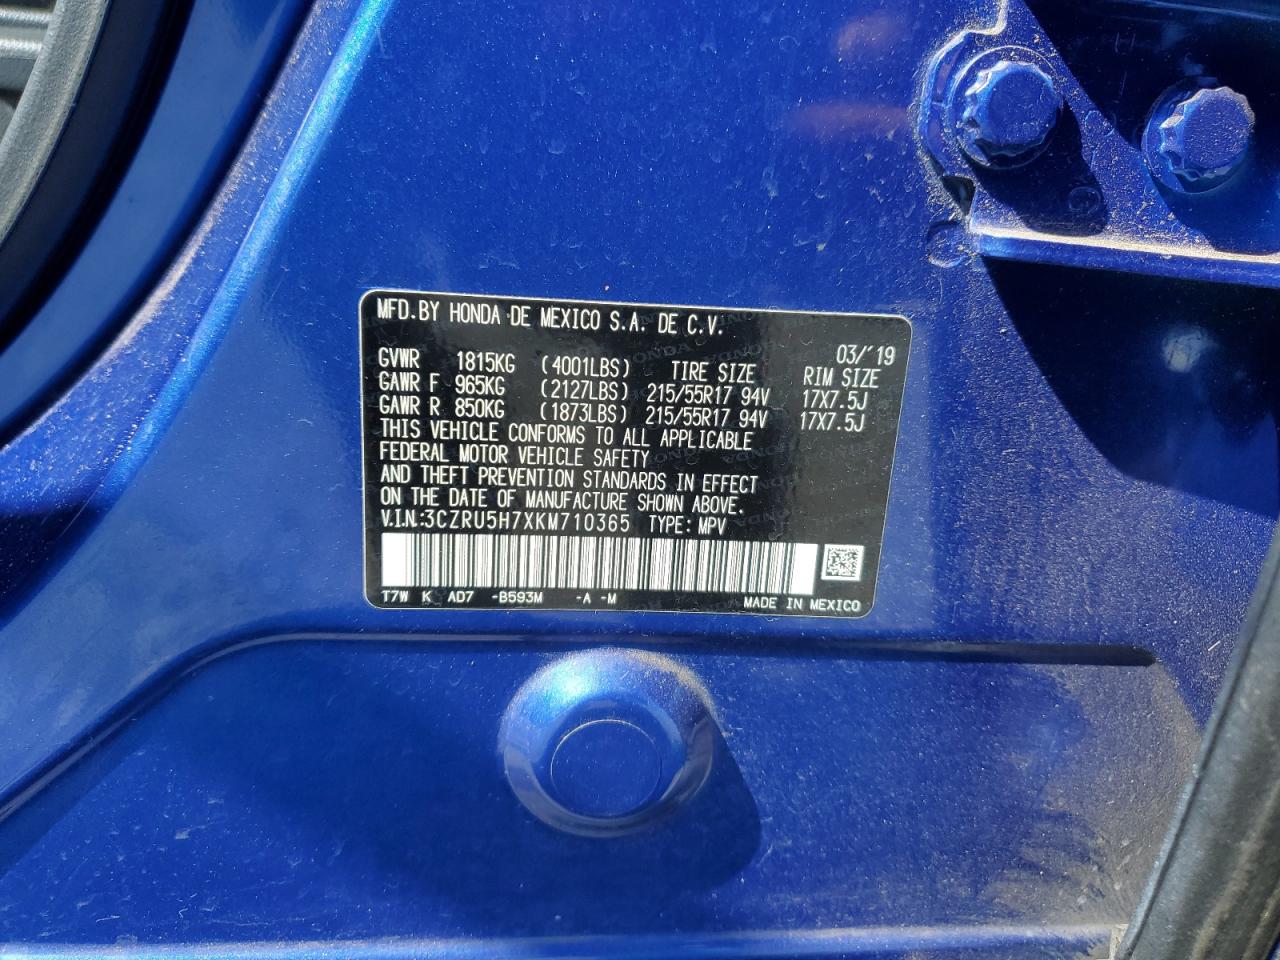 MFD.BY HONDA DE MEXICO S.A. DE C.V.
03/'19
GVWR 1815KG (4001LBS) TIRE SIZE RIM SIZE
GAWR F 965KG (2127LBS) 215/55R17 94V 17X7.5J
GAWR R 850KG (1873LBS) 215/55R17 94V 17X7.5J
THIS VEHICLE CONFORMS TO ALL APPLICABLE
FEDERAL MOTOR VEHICLE SAFETY
AND THEFT PREVENTION STANDARDS IN EFFECT
ON THE DATE OF MANUFACTURE SHOWN ABOVE.
V.I.N:3CZRU5H7XKM710365 TYPE: MPV
T7W K AD7 -B593M -A -M MADE IN MEXICO